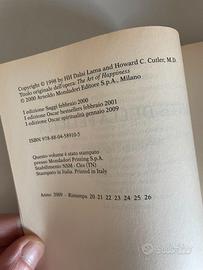 Copyright © 1998 by HH Dalai Lama and Howard C. Cutler, M.D.
Titolo originale dell'opera: The Art of Happiness
© 2000 Arnoldo Mondadori Editore S.p.A., Milano
I edizione Saggi febbraio 2000
I edizione Oscar bestsellers febbraio 2001
I edizione Oscar spiritualità gennaio 2009
ISBN 978-88-04-58910-5
Questo volume è stato stampato
presso Mondadori Printing S.p.A.
Stabilimento NSM - Cles (TN)
Stampato in Italia. Printed in Italy
Anno 2009 - Ristampa 20 21 22 23 24 25 26
subito